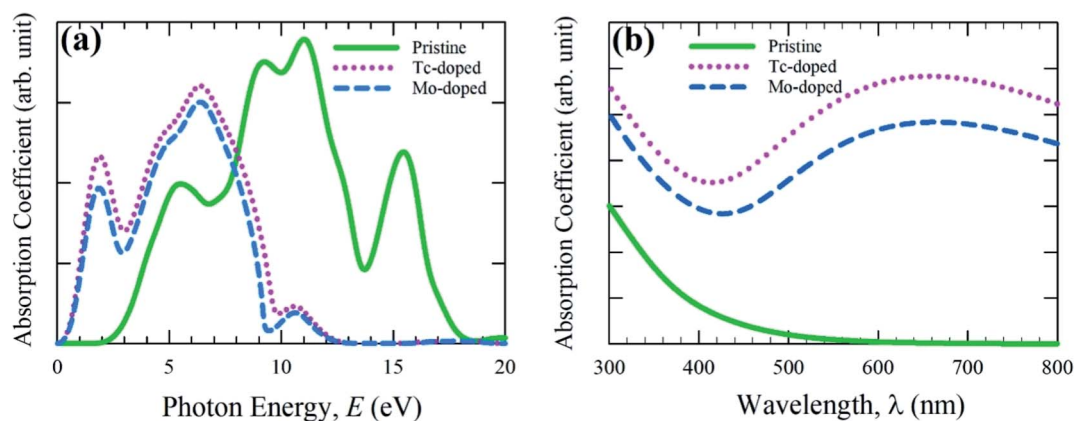 (a)
Pristine
Tc-doped
Mo-doped
Absorption Coefficient (arb. unit)
0 5 10 15 20
Photon Energy, E (eV)
(b)
Pristine
Tc-doped
Mo-doped
Absorption Coefficient (arb. unit)
300 400 500 600 700 800
Wavelength, λ (nm)